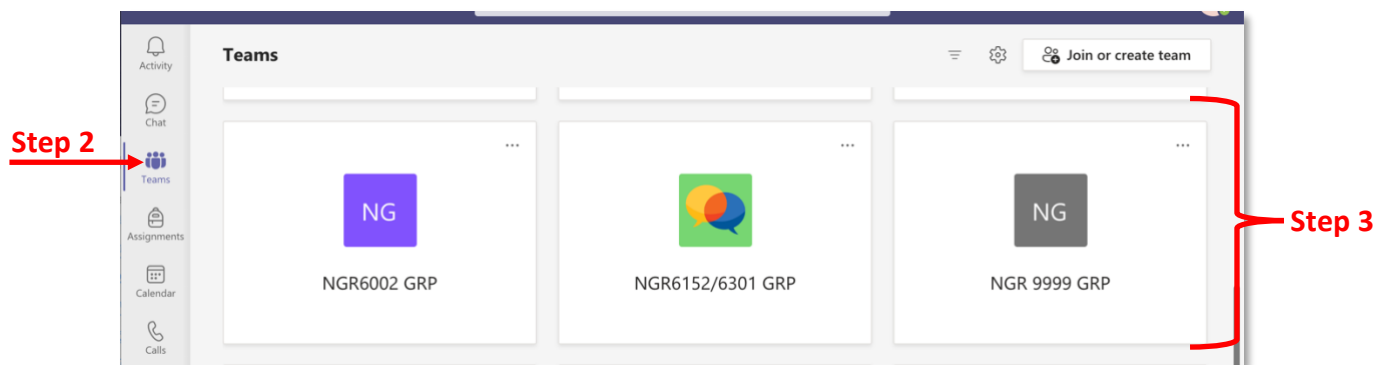 Activity
Teams
Join or create team
Chat
Step 2
Teams
...
...
...
NG
NG
Assignments
Step 3
NGR6002 GRP
NGR6152/6301 GRP
NGR 9999 GRP
Calendar
Calls